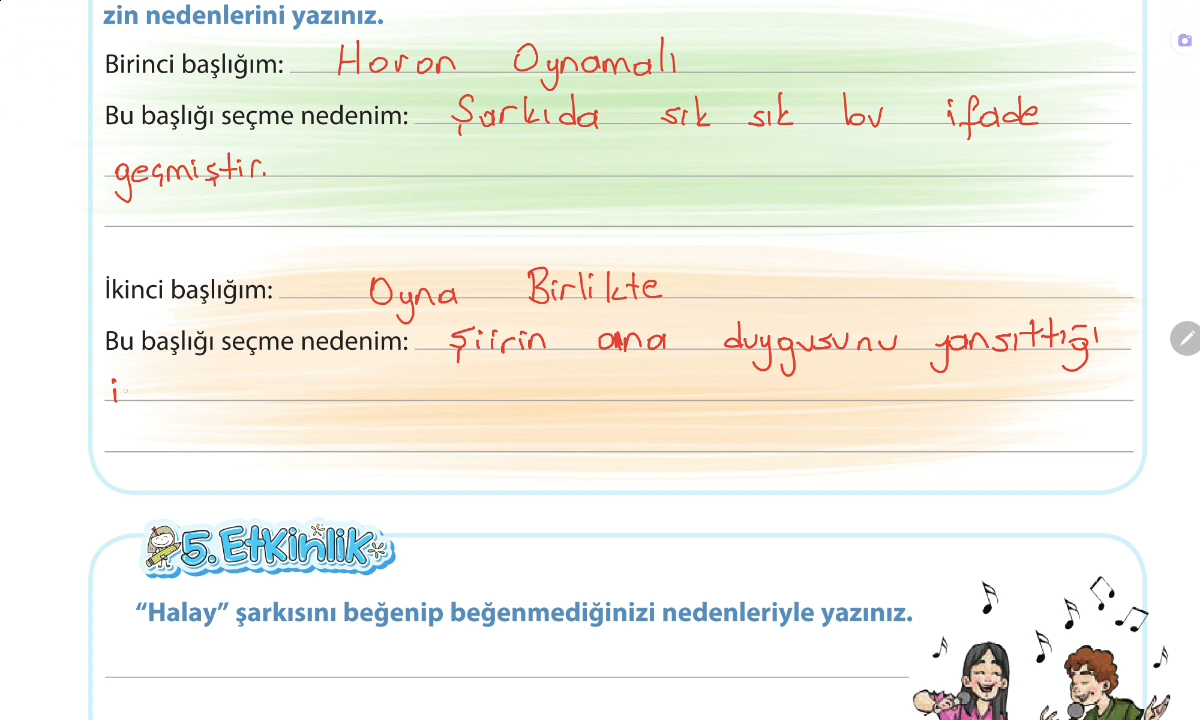 zin nedenlerini yazınız.
Birinci başlığım: Horon Oynamalı
Bu başlığı seçme nedenim: Şarkıda sık sık bu ifade
geçmiştir.
İkinci başlığım: Oyna Birlikte
Bu başlığı seçme nedenim: Şiirin ana duygusunu yansıttığı
i
5. Etkinlik
“Halay” şarkısını beğenip beğenmediğinizi nedenleriyle yazınız.